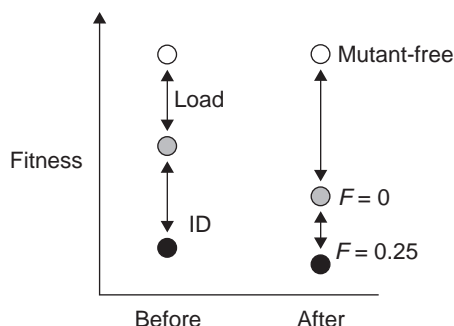 Mutant-free
Load
Fitness
F = 0
ID
F = 0.25
Before
After